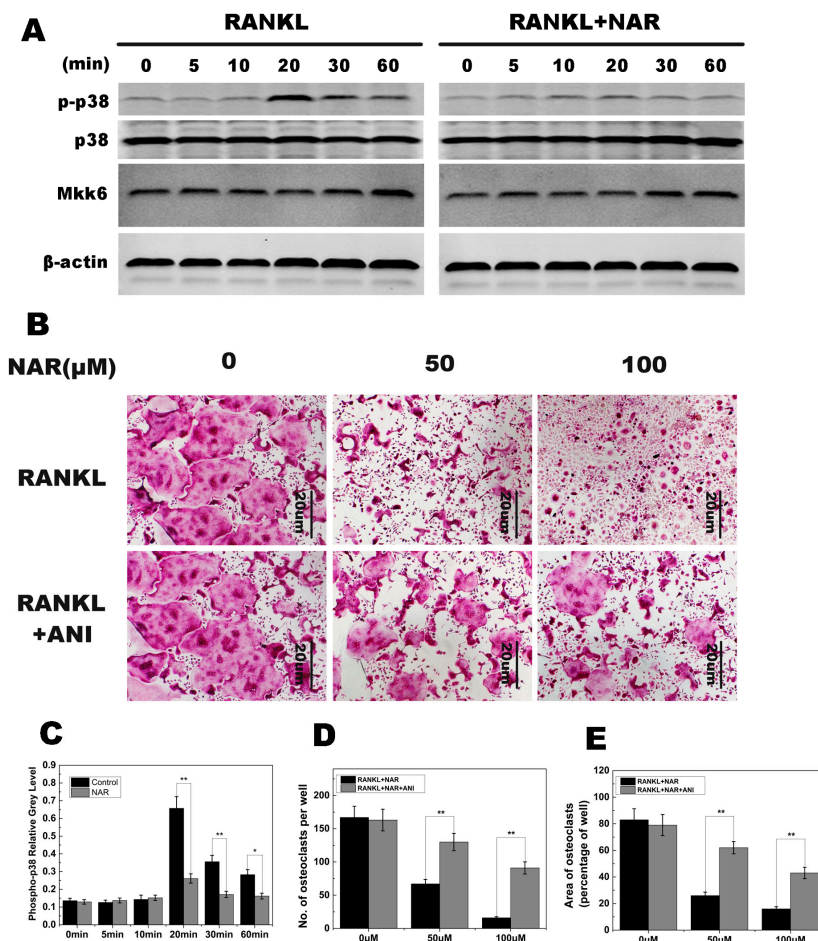 A
RANKL
RANKL+NAR
(min)
0 5 10 20 30 60
0 5 10 20 30 60
p-p38
p38
Mkk6
β-actin
B
NAR(μM)
0
50
100
RANKL
20um
20um
20um
RANKL
+ANI
20um
20um
20um
C
Phospho-p38 Relative Grey Level
0.9
0.8
0.7
0.6
0.5
0.4
0.3
0.2
0.1
0.0
Control
NAR
**
**
*
0min 5min 10min 20min 30min 60min
D
No. of osteoclasts per well
200
150
100
50
0
RANKL+NAR
RANKL+NAR+ANI
**
**
0uM 50uM 100uM
E
Area of osteoclasts
(percentage of well)
120
100
80
60
40
20
0
RANKL+NAR
RANKL+NAR+ANI
**
**
0μM 50μM 100μM